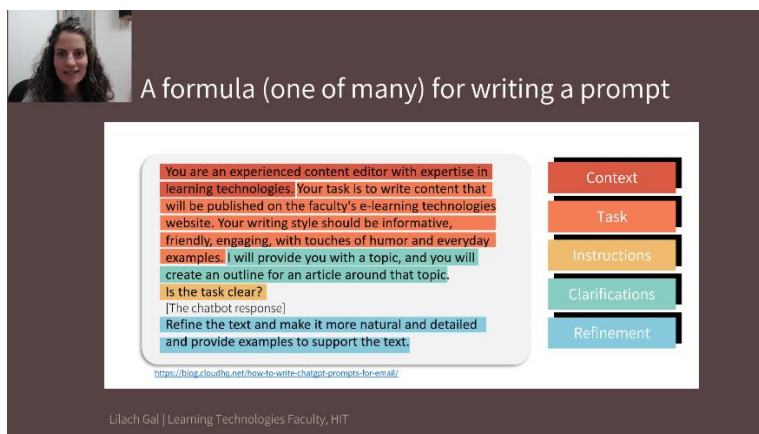 A formula (one of many) for writing a prompt
You are an experienced content editor with expertise in
learning technologies. Your task is to write content that
will be published on the faculty's e-learning technologies
website. Your writing style should be informative,
friendly, engaging, with touches of humor and everyday
examples. I will provide you with a topic, and you will
create an outline for an article around that topic.
Is the task clear?
[The chatbot response]
Refine the text and make it more natural and detailed
and provide examples to support the text.
https://blog.cloudhq.net/how-to-write-chatgpt-prompts-for-email/
Context
Task
Instructions
Clarifications
Refinement
Lilach Gal | Learning Technologies Faculty, HIT